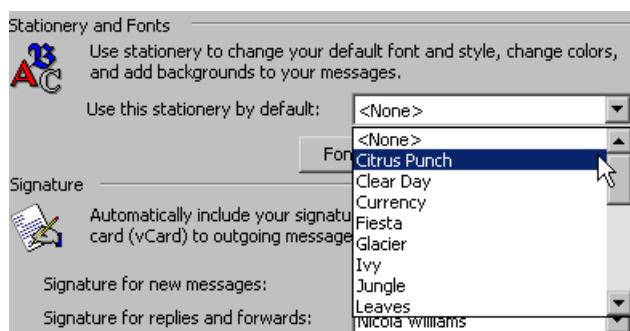 Stationery and Fonts
Use stationery to change your default font and style, change colors,
and add backgrounds to your messages.
Use this stationery by default:
<None>
<None>
Citrus Punch
Clear Day
Currency
Fiesta
Glacier
Ivy
Jungle
Leaves
Signature
Automatically include your
card (vCard) to outgoing message
Signature for new messages:
Signature for replies and forwards:
Nicola Williams